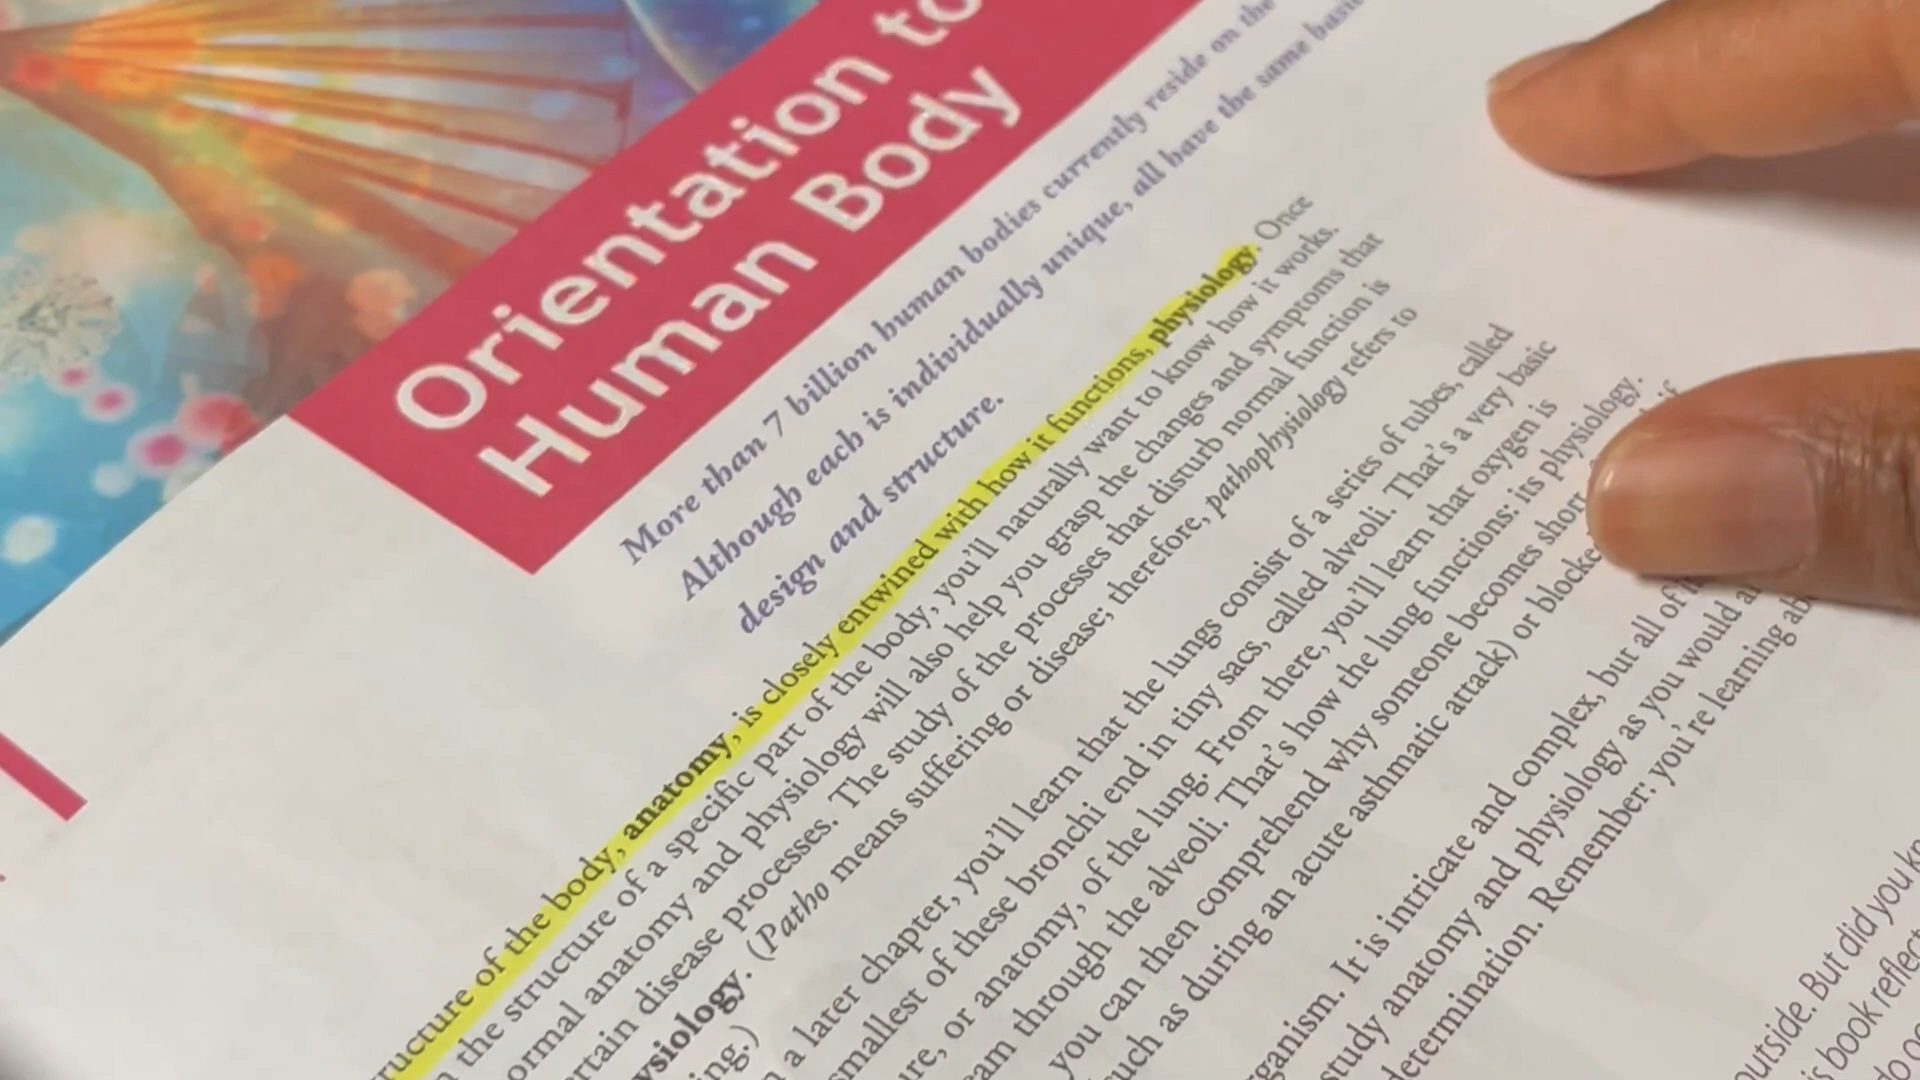 Orientation to
Human Body
More than 7 billion human bodies currently reside on the
Although each is individually unique, all have the same basic
design and structure.
ructure of the body, anatomy, is closely entwined with how it functions, physiology. Once
the structure of a specific part of the body, you'll naturally want to know how it works.
ormal anatomy and physiology will also help you grasp the changes and symptoms that
ertain disease processes. The study of the processes that disturb normal function is
ysiology. (Patho means suffering or disease; therefore, pathophysiology refers to
ing.)
a later chapter, you'll learn that the lungs consist of a series of tubes, called
smallest of these bronchi end in tiny sacs, called alveoli. That's a very basic
ure, or anatomy, of the lung. From there, you'll learn that oxygen is
eam through the alveoli. That's how the lung functions: its physiology.
you can then comprehend why someone becomes short if
such as during an acute asthmatic attack) or blocke
rganism. It is intricate and complex, but all of
study anatomy and physiology as you would a
determination. Remember: you're learning ab
outside. But did you kn
is book reflect
do